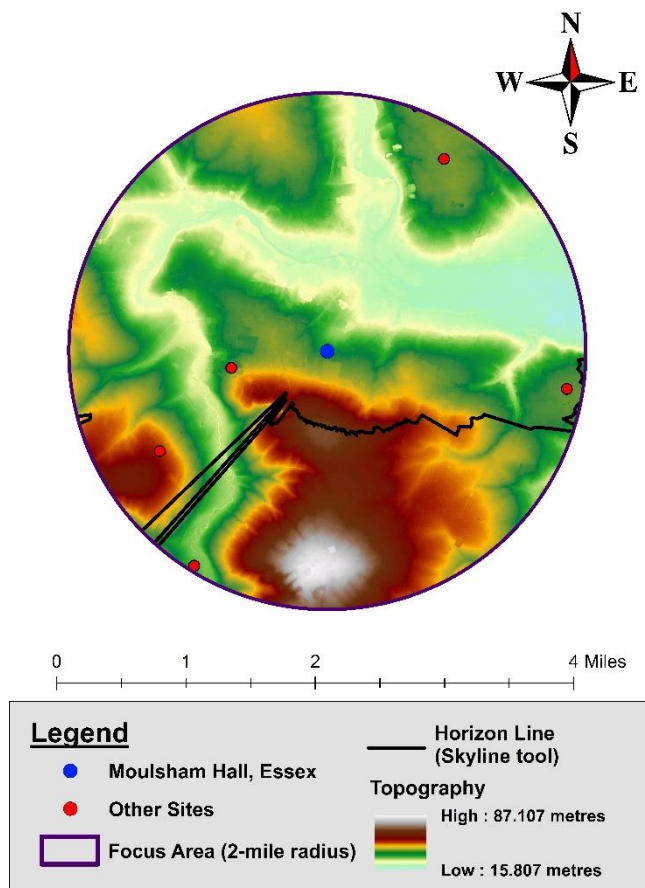 N
W E
S
0 1 2 4 Miles
Legend
Moulsham Hall, Essex
Other Sites
Focus Area (2-mile radius)
Horizon Line
(Skyline tool)
Topography
High : 87.107 metres
Low : 15.807 metres